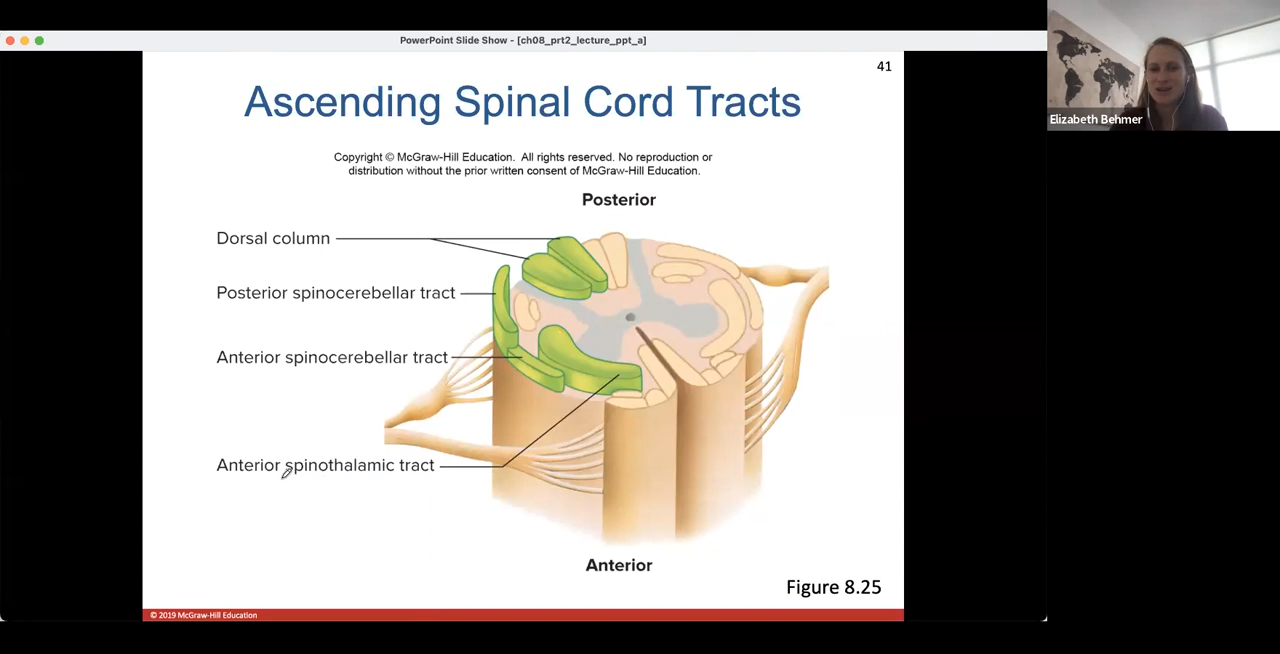 PowerPoint Slide Show - [ch08_prt2_lecture_ppt_a]
41
Ascending Spinal Cord Tracts
Copyright © McGraw-Hill Education. All rights reserved. No reproduction or
distribution without the prior written consent of McGraw-Hill Education.
Posterior
Dorsal column
Posterior spinocerebellar tract
Anterior spinocerebellar tract
Anterior spinothalamic tract
Anterior
Figure 8.25
© 2019 McGraw-Hill Education
Elizabeth Behmer